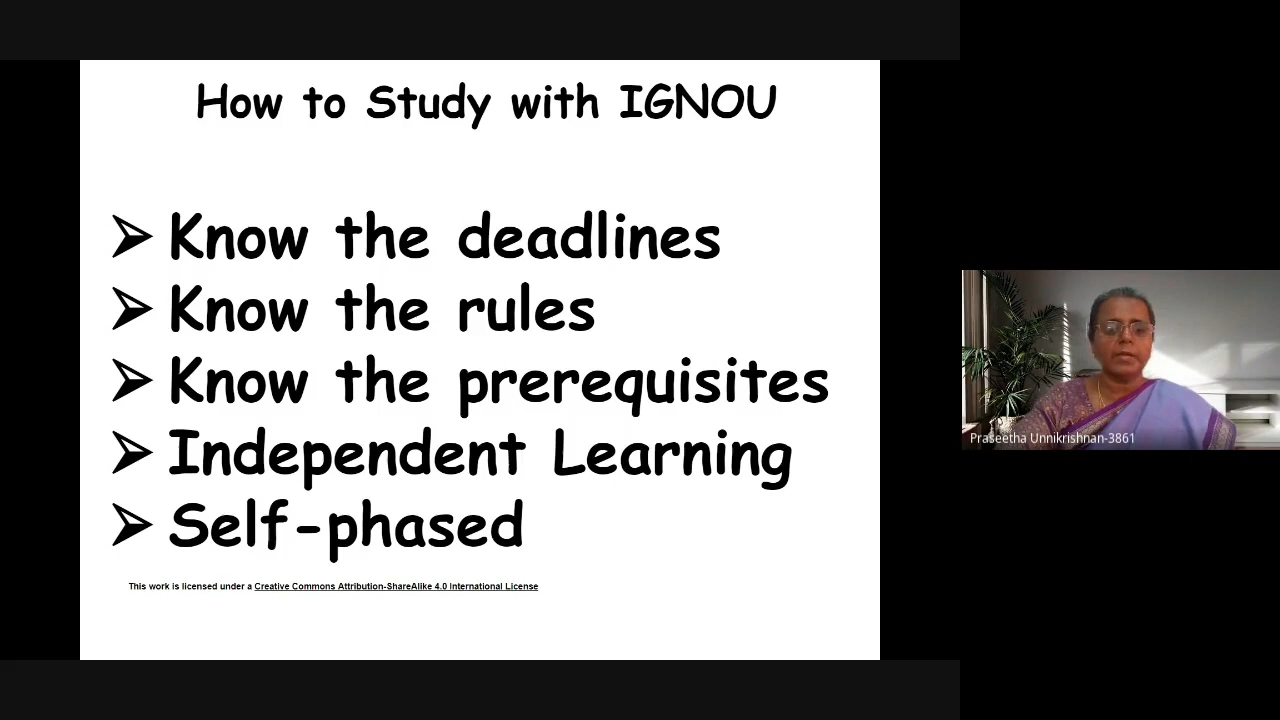 How to Study with IGNOU
➢ Know the deadlines
➢ Know the rules
➢ Know the prerequisites
➢ Independent Learning
➢ Self-phased
This work is licensed under a Creative Commons Attribution-ShareAlike 4.0 International License
Praseetha Unnikrishnan-3861